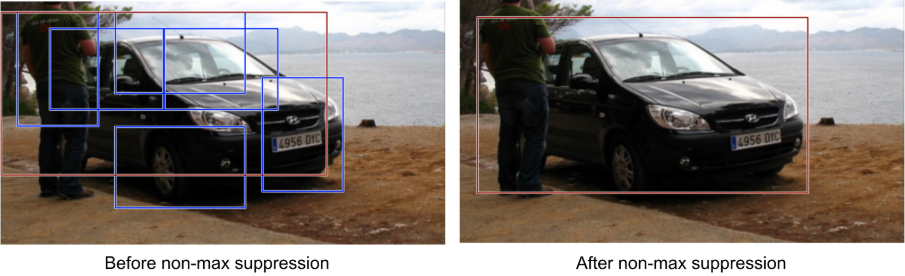 4956 DYC
4956 DYC
Before non-max suppression
After non-max suppression